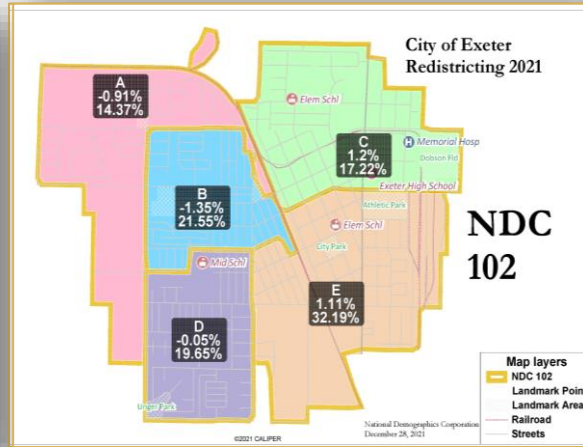 City of Exeter
Redistricting 2021
A
-0.91%
14.37%
Elem Schl
Memorial Hosp
C
1.2%
17.22%
Dobson Fld
Exeter High School
B
-1.35%
21.55%
Athletic Park
Elem Schl
City Park
NDC
102
Mid Schl
E
1.11%
32.19%
D
-0.05%
19.65%
Unger Park
Map layers
NDC 102
Landmark Poin
Landmark Area
Railroad
Streets
National Demographics Corporation
December 28, 2021
©2021 CALIPER